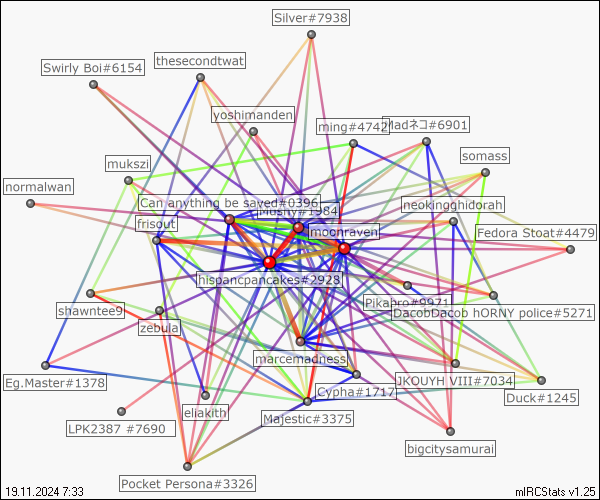 Silver#7938
thesecondtwat
Swirly Boi#6154
yoshimanden
ming#4742
Madネコ#6901
somass
mukszi
normalwan
Can anything be saved#0396
Moshy#1984
neokingghidorah
frisout
moonraven
Fedora Stoat#4479
hispancpancakes#2928
Pikapro#9971
shawntee9
DacobDacob hORNY police#5271
zebula
marcemadness
Eg.Master#1378
JKOUYH VIII#7034
Cypha#1717
Duck#1245
eliakith
Majestic#3375
LPK2387 #7690
bigcitysamurai
Pocket Persona#3326
19.11.2024 7:33
mIRCStats v1.25